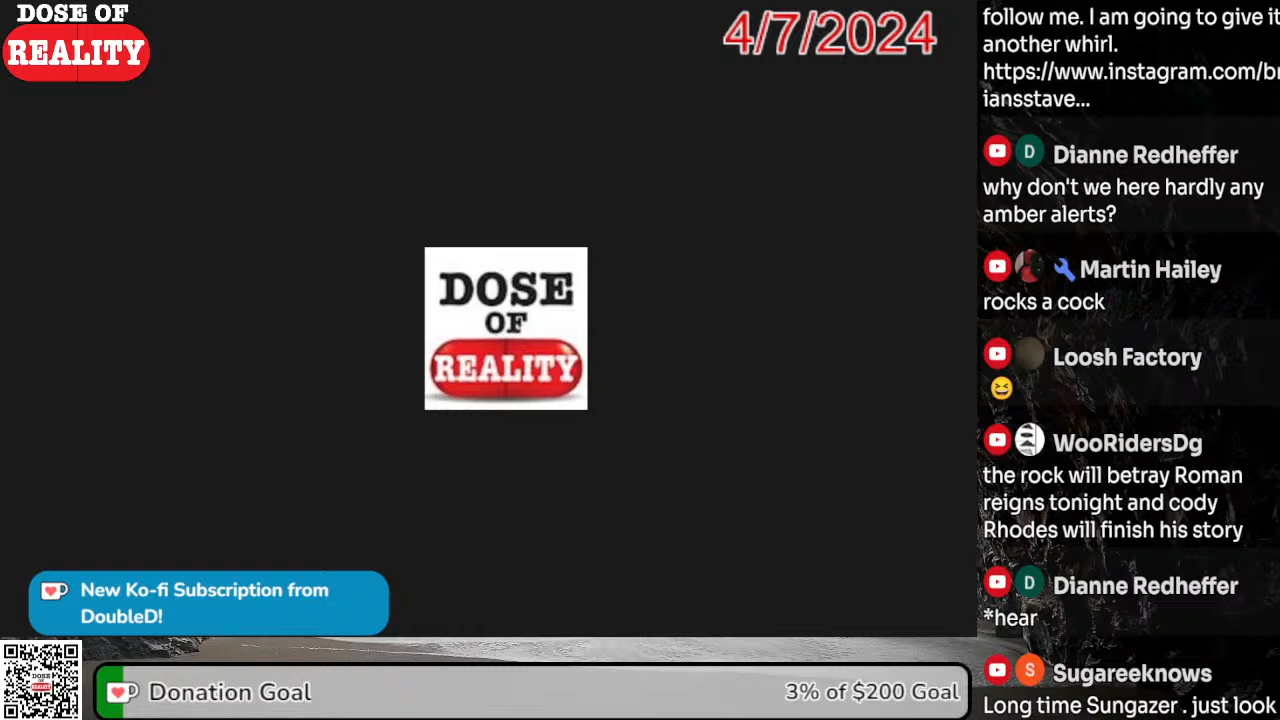 DOSE OF
REALITY
4/7/2024
DOSE
OF
REALITY
New Ko-fi Subscription from
DoubleD!
DOSE
OF
REALITY
Donation Goal
3% of $200 Goal
follow me. I am going to give it
another whirl.
https://www.instagram.com/br
iansstave...
D
Dianne Redheffer
why don't we here hardly any
amber alerts?
Martin Hailey
rocks a cock
Loosh Factory
😆
WooRidersDg
the rock will betray Roman
reigns tonight and cody
Rhodes will finish his story
D
Dianne Redheffer
*hear
S
Sugareeknows
Long time Sungazer . just look